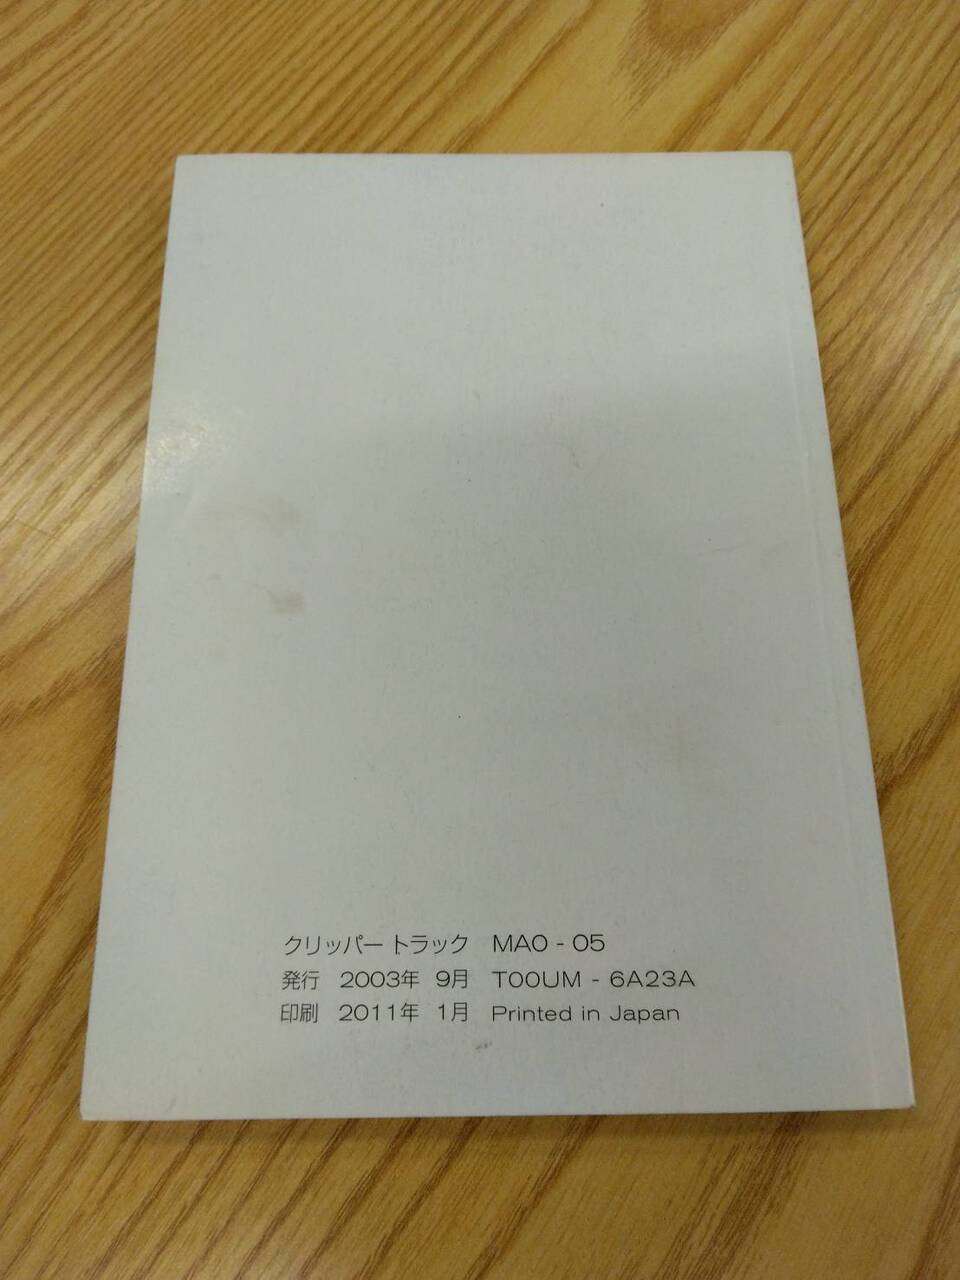 クリッパー トラック MA0 - 05
発行 2003年 9月 T00UM - 6A23A
印刷 2011年 1月 Printed in Japan